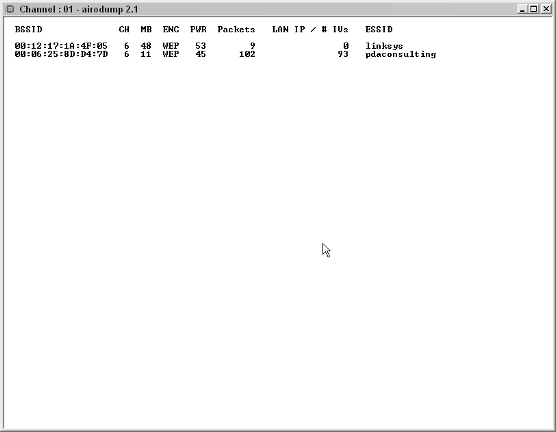 Channel : 01 - airodump 2.1
BSSID CH MB ENC PWR Packets LAN IP / # IVs ESSID
00:12:17:1A:4F:05 6 48 WEP 53 9 0 linksys
00:06:25:8D:D4:7D 6 11 WEP 45 102 93 pdaconsulting